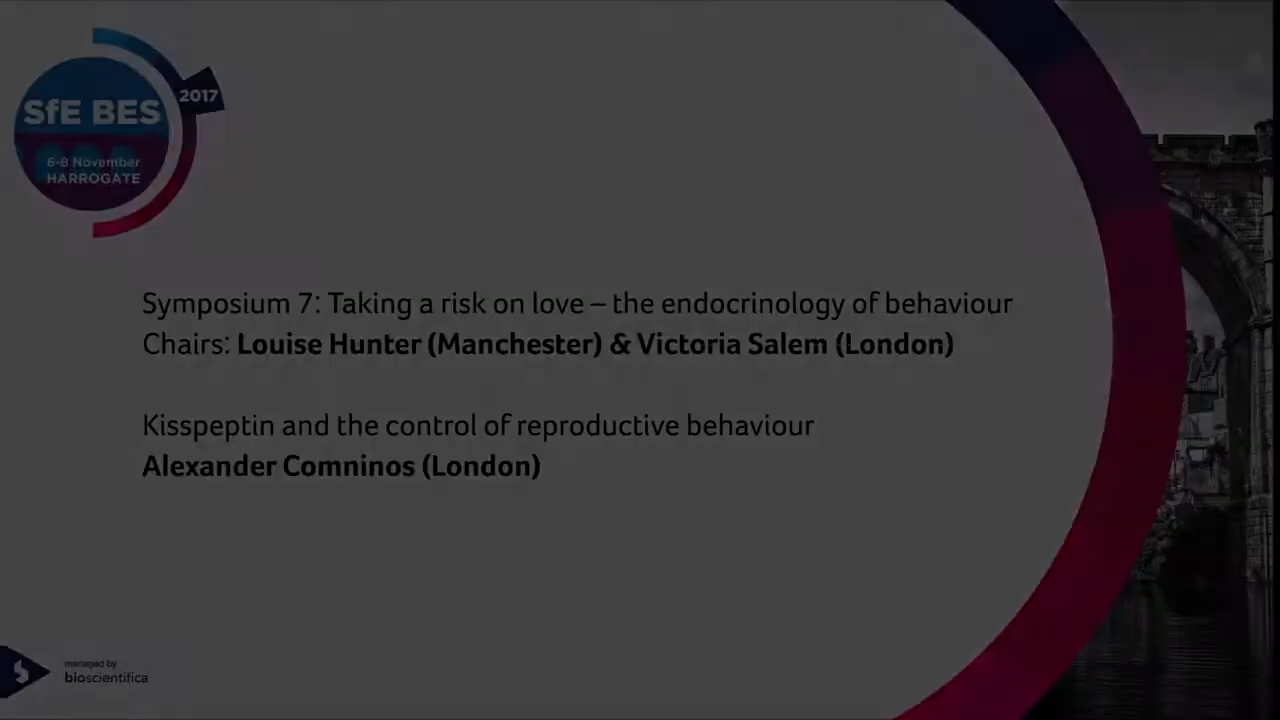 SfE BES
2017
6-8 November
HARROGATE
Symposium 7: Taking a risk on love – the endocrinology of behaviour
Chairs: Louise Hunter (Manchester) & Victoria Salem (London)
Kisspeptin and the control of reproductive behaviour
Alexander Comninos (London)
managed by
bioscientifica